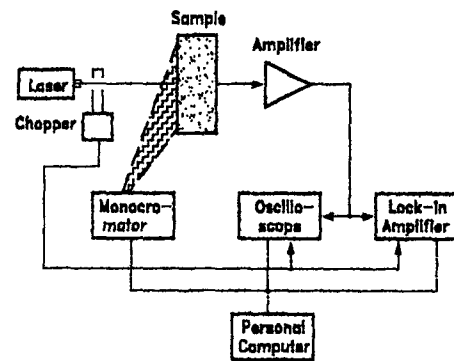 Sample
Amplifier
Laser
Chopper
Monocro-
mator
Oscillo-
scope
Lock-in
Amplifier
Personal
Computer